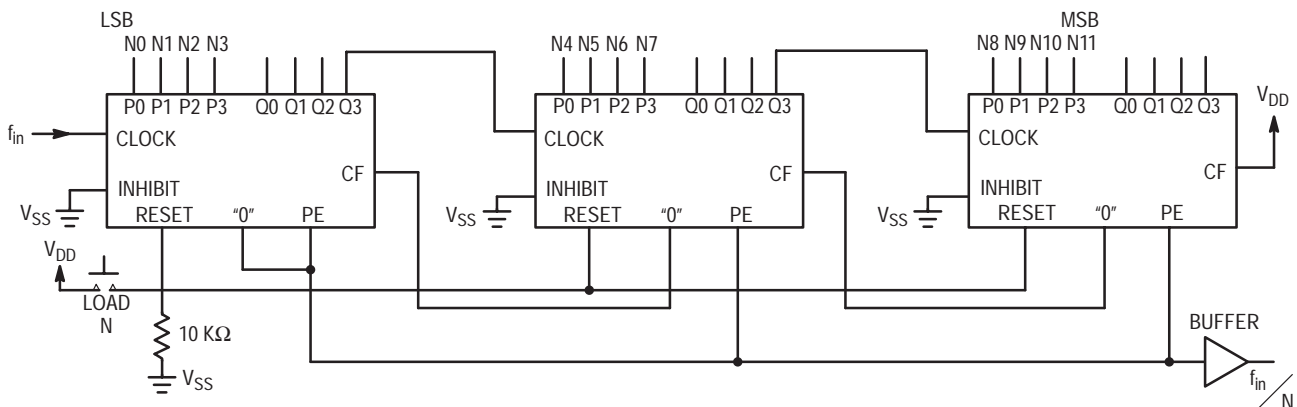 LSB
MSB
N0 N1 N2 N3
N4 N5 N6 N7
N8 N9 N10 N11
P0 P1 P2 P3 Q0 Q1 Q2 Q3
P0 P1 P2 P3 Q0 Q1 Q2 Q3
P0 P1 P2 P3 Q0 Q1 Q2 Q3
VDD
fin
CLOCK
CLOCK
CLOCK
CF
CF
CF
INHIBIT
INHIBIT
INHIBIT
VSS
VSS
VSS
RESET “0” PE
RESET “0” PE
RESET “0” PE
VDD
LOAD
N
10 KΩ
VSS
BUFFER
fin/N